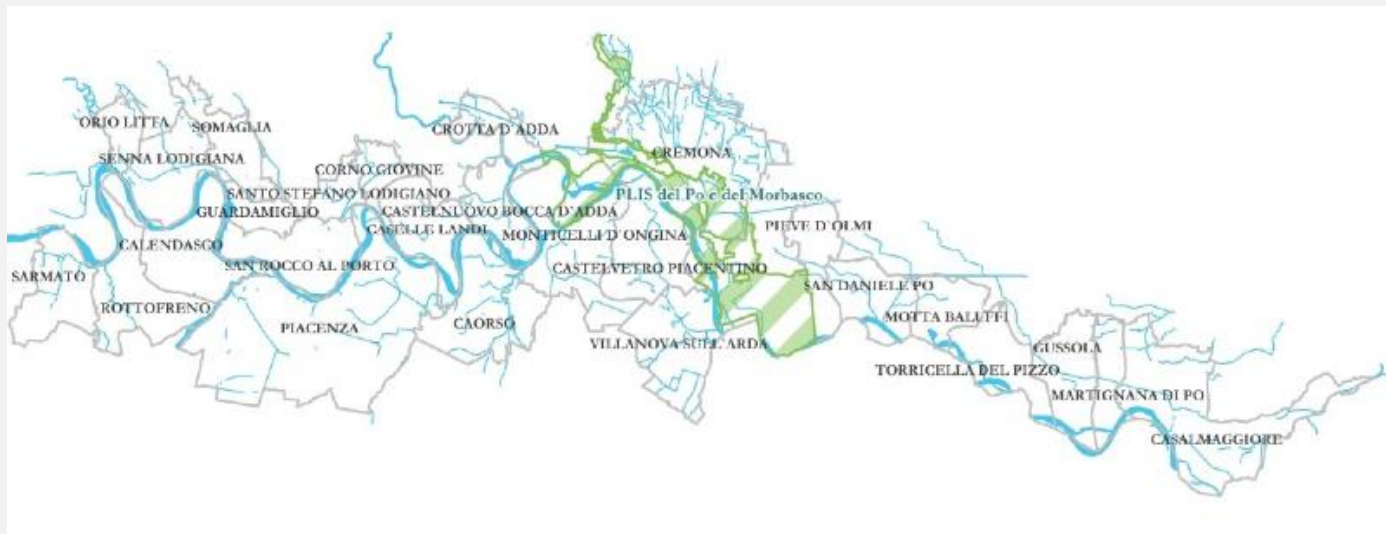 ORIO LITTA
SOMAGLIA
CROTTA D'ADDA
SENNA LODIGIANA
CORNO GIOVINE
CREMONA
SANTO STEFANO LODIGIANO
PLIS del Po e del Morbasco
GUARDAMIGLIO
CASTELNUOVO BOCCA D'ADDA
CASELLE LANDI
MONTICELLI D'ONGINA
PIEVE D'OLMI
CALENDASCO
SAN ROCCO AL PORTO
CASTELVETRO PIACENTINO
SARMATO
SAN DANIELE PO
ROTTOFRENO
PIACENZA
CAORSO
MOTTA BALUFFI
VILLANOVA SULL'ARDA
GUSSOLA
TORRICELLA DEL PIZZO
MARTIGNANA DI PO
CASALMAGGIORE